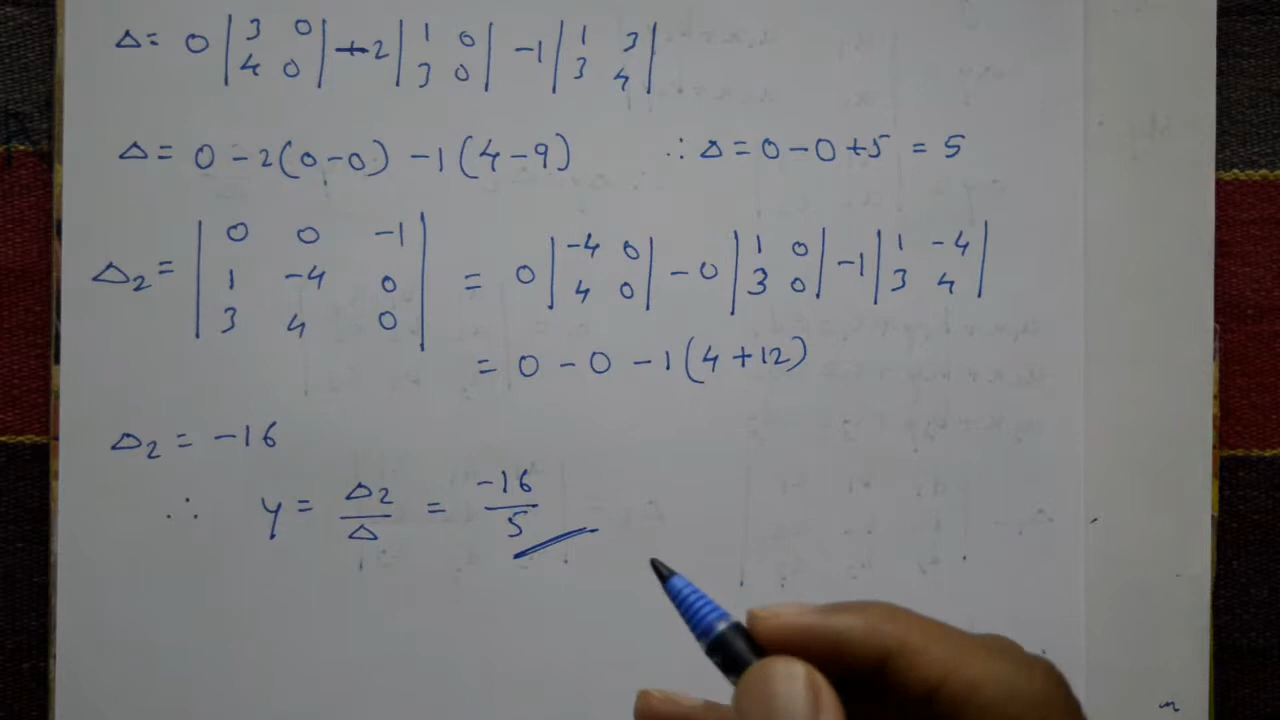 Δ = 0 |3 0; 4 0| +2 |1 0; 3 0| -1 |1 3; 3 4|
Δ = 0 - 2(0-0) - 1(4-9) ∴ Δ = 0 - 0 + 5 = 5
Δ2 = |0 0 -1; 1 -4 0; 3 4 0| = 0 |-4 0; 4 0| - 0 |1 0; 3 0| - 1 |1 -4; 3 4|
= 0 - 0 - 1(4+12)
Δ2 = -16
∴ y = Δ2/Δ = -16/5